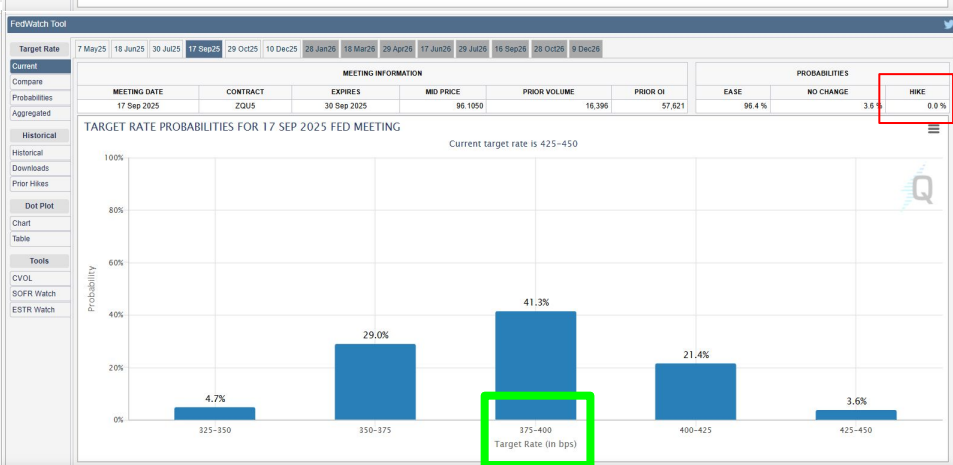 FedWatch Tool
Target Rate
Current
Compare
Probabilities
Aggregated
Historical
Historical
Downloads
Prior Hikes
Dot Plot
Chart
Table
Tools
CVOL
SOFR Watch
ESTR Watch
7 May25 18 Jun25 30 Jul25 17 Sep25 29 Oct25 10 Dec25 28 Jan26 18 Mar26 29 Apr26 17 Jun26 29 Jul26 16 Sep26 28 Oct26 9 Dec26
MEETING INFORMATION
MEETING DATE CONTRACT EXPIRES MID PRICE PRIOR VOLUME PRIOR OI
17 Sep 2025 ZQU5 30 Sep 2025 96.1050 16,396 57,621
PROBABILITIES
EASE NO CHANGE HIKE
96.4 % 3.6 % 0.0 %
TARGET RATE PROBABILITIES FOR 17 SEP 2025 FED MEETING
Current target rate is 425-450
Q
Probability
100%
80%
60%
40%
20%
0%
4.7%
29.0%
41.3%
21.4%
3.6%
325-350 350-375 375-400 400-425 425-450
Target Rate (in bps)